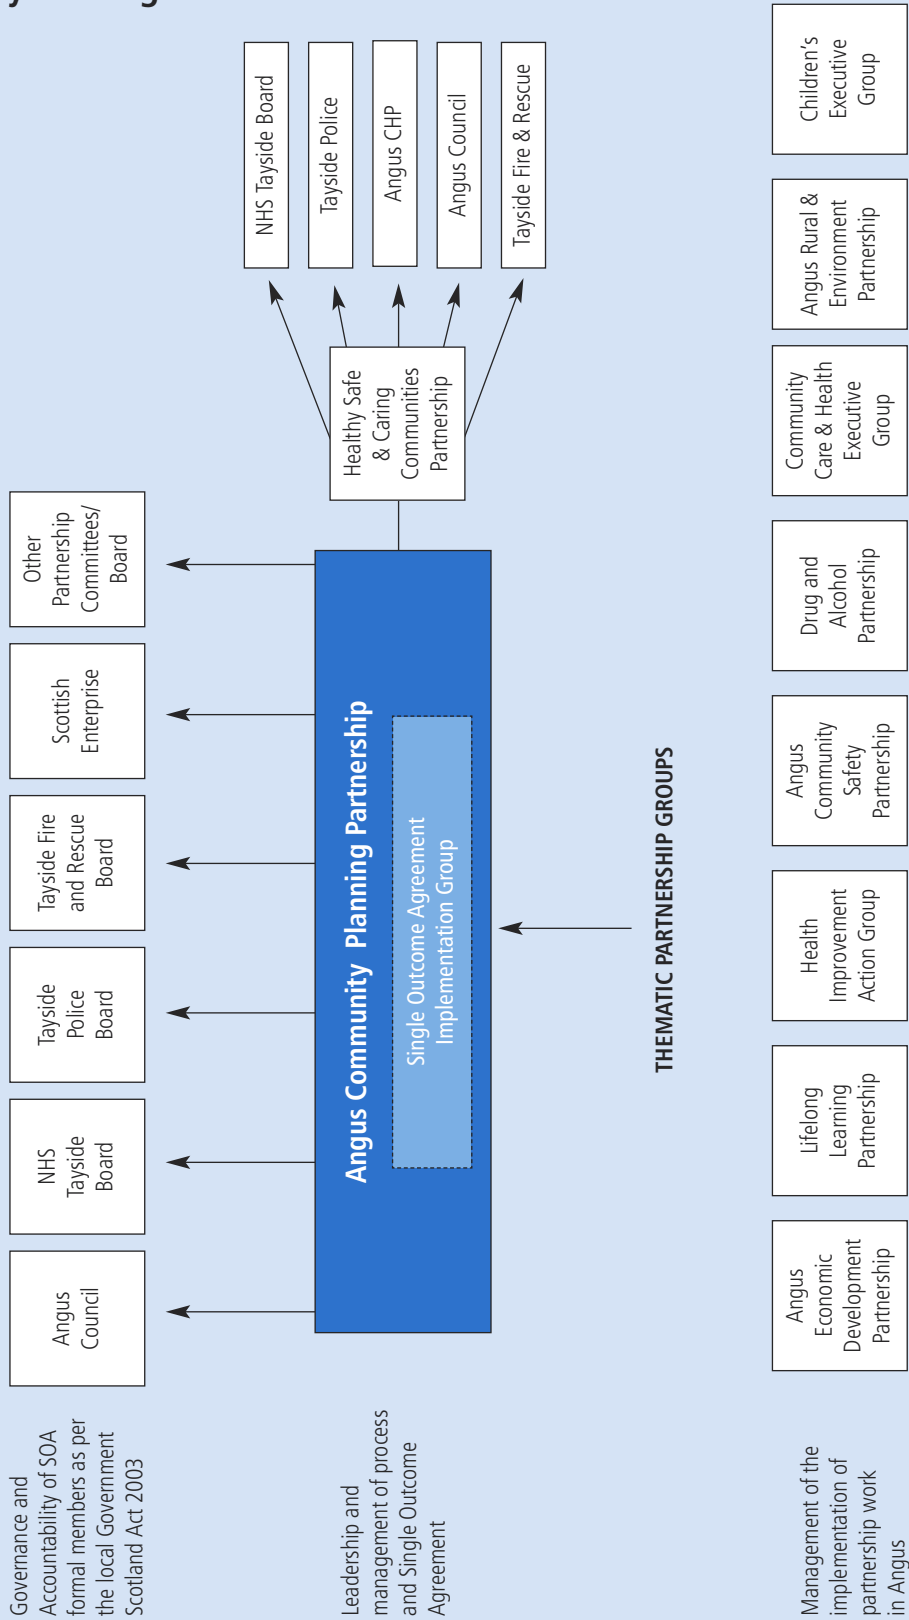 Governance and
Accountability of SOA
formal members as per
the local Government
Scotland Act 2003
Angus
Council
NHS
Tayside
Board
Tayside
Police
Board
Tayside Fire
and Rescue
Board
Scottish
Enterprise
Other
Partnership
Committees/
Board
Leadership and
management of process
and Single Outcome
Agreement
Angus Community Planning Partnership
Single Outcome Agreement
Implementation Group
Healthy Safe
& Caring
Communities
Partnership
NHS Tayside Board
Tayside Police
Angus CHP
Angus Council
Tayside Fire & Rescue
THEMATIC PARTNERSHIP GROUPS
Management of the
implementation of
partnership work
in Angus
Angus
Economic
Development
Partnership
Lifelong
Learning
Partnership
Health
Improvement
Action Group
Angus
Community
Safety
Partnership
Drug and
Alcohol
Partnership
Community
Care & Health
Executive
Group
Angus Rural &
Environment
Partnership
Children's
Executive
Group